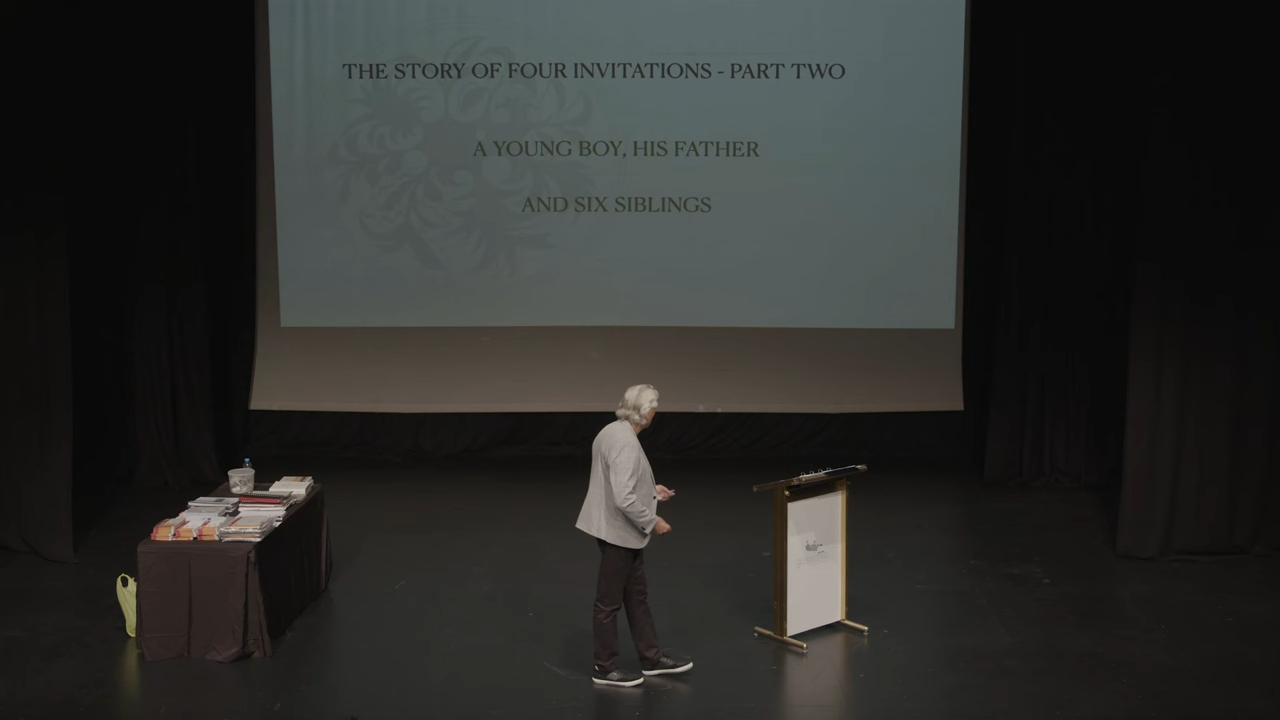 THE STORY OF FOUR INVITATIONS - PART TWO
A YOUNG BOY, HIS FATHER
AND SIX SIBLINGS